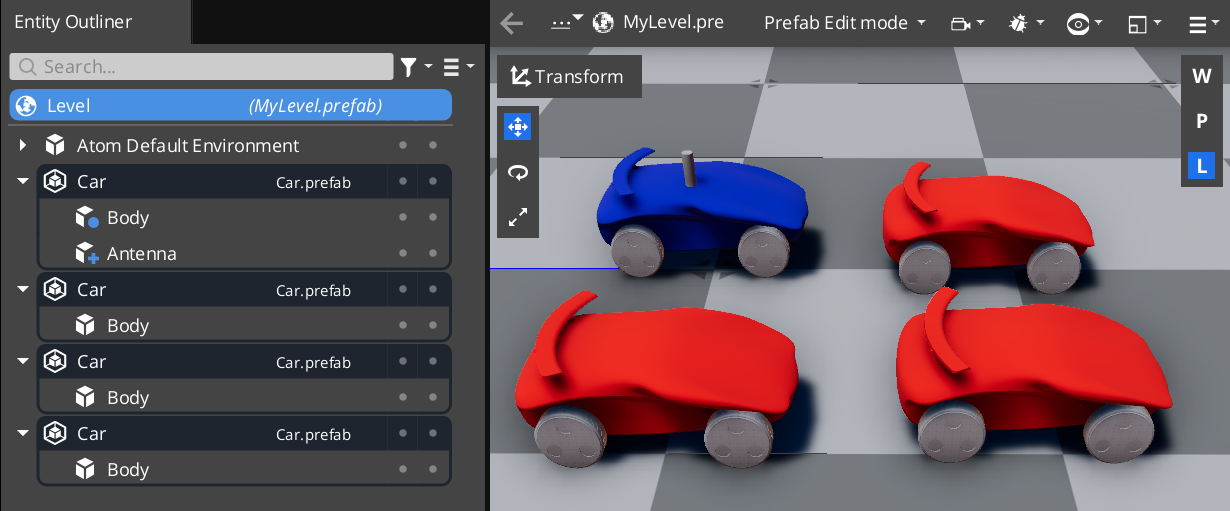 Entity Outliner
Search...
Level (MyLevel.prefab)
Atom Default Environment
Car Car.prefab
Body
Antenna
Car Car.prefab
Body
Car Car.prefab
Body
Car Car.prefab
Body
... MyLevel.pre Prefab Edit mode
Transform
W
P
L